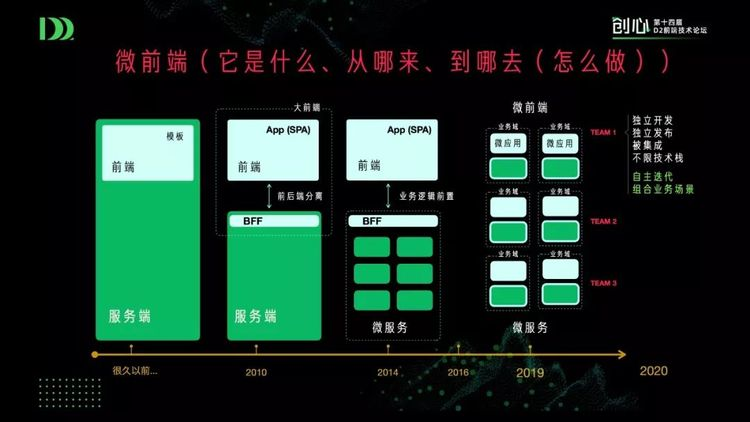 D2
创心 第十四届
D2前端技术论坛
微前端（它是什么、从哪来、到哪去（怎么做））
模板
前端
服务端
大前端
App (SPA)
前端
前后端分离
BFF
服务端
App (SPA)
前端
业务逻辑前置
BFF
微服务
微前端
业务域 业务域
微应用 微应用
TEAM 1
独立开发
独立发布
被集成
不限技术栈
自主迭代
组合业务场景
业务域 业务域
TEAM 2
业务域 业务域
TEAM 3
微服务
很久以前...
2010
2014
2016
2019
2020